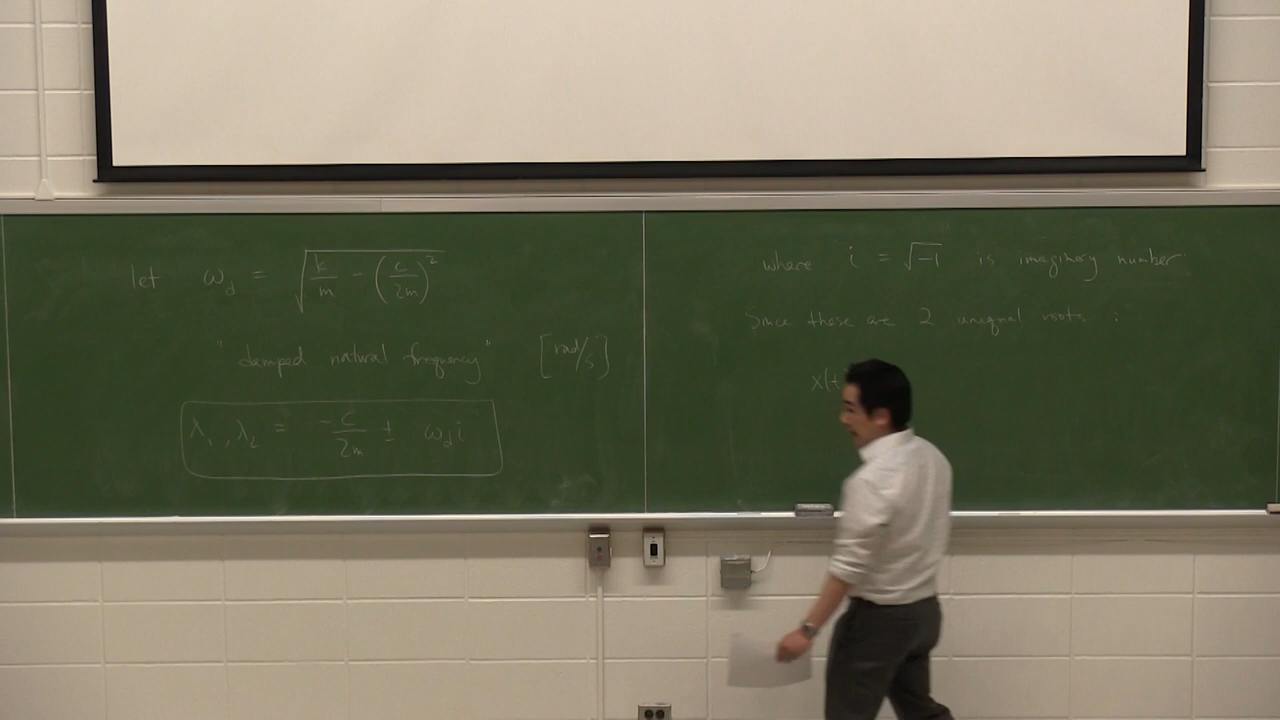 let ω_d = √(k/m − (c/2m)²)
"damped natural frequency" [rad/s]
λ₁, λ₂ = −c/2m ± ω_d i
where i = √−1 is imaginary number
Since these are 2 unequal roots :
x(t